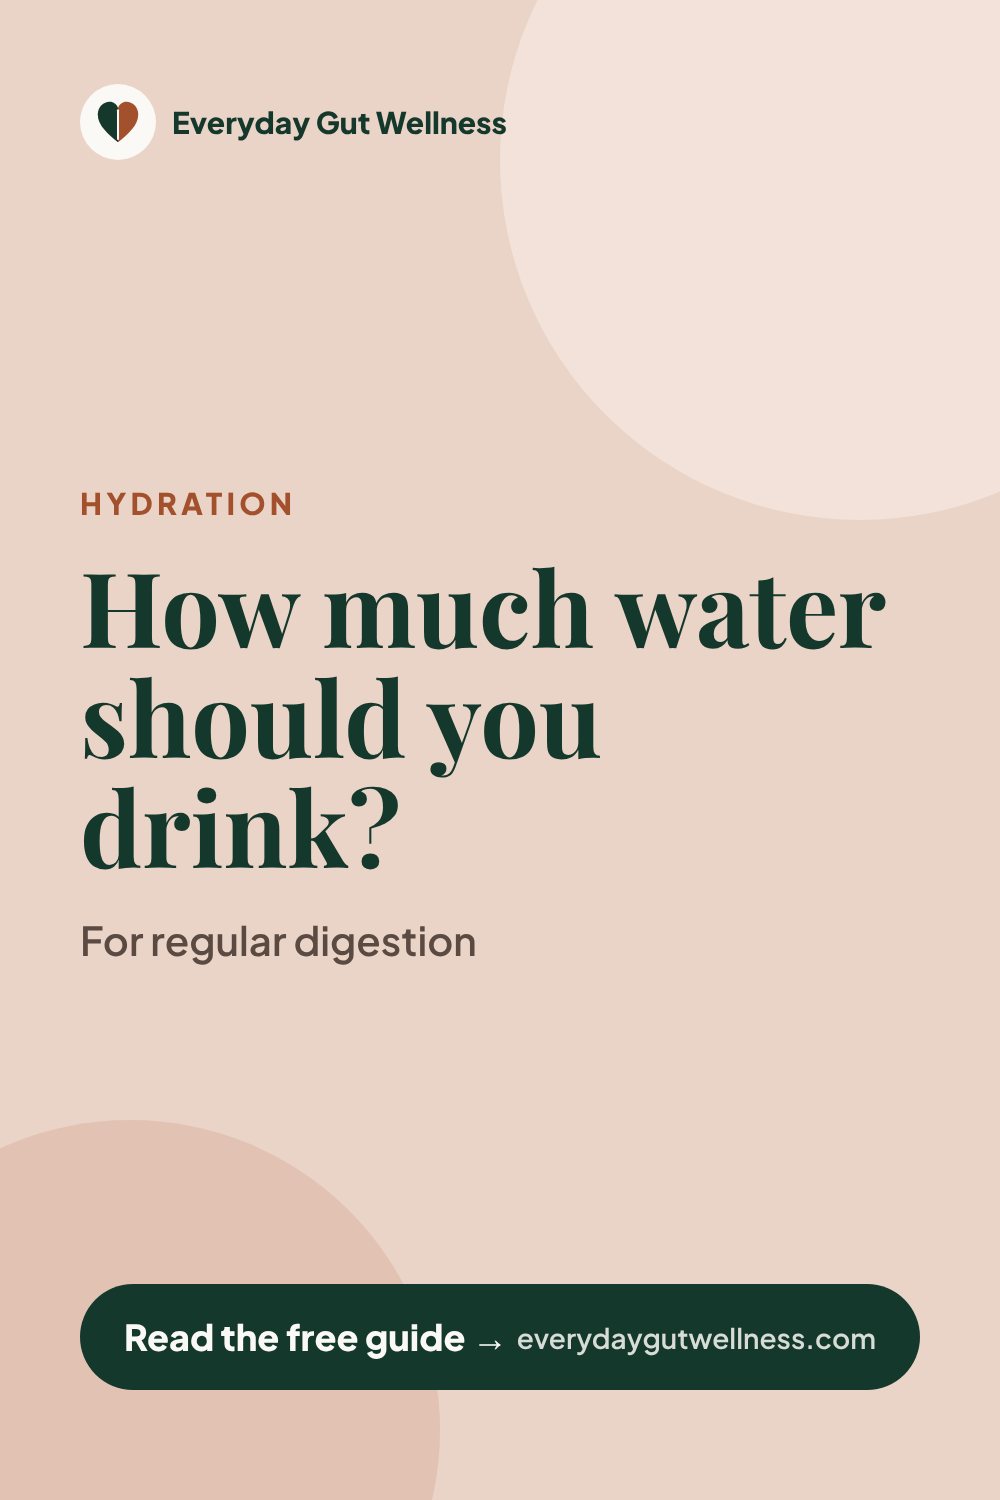 Everyday Gut Wellness
HYDRATION
How much water
should you
drink?
For regular digestion
Read the free guide → everydaygutwellness.com